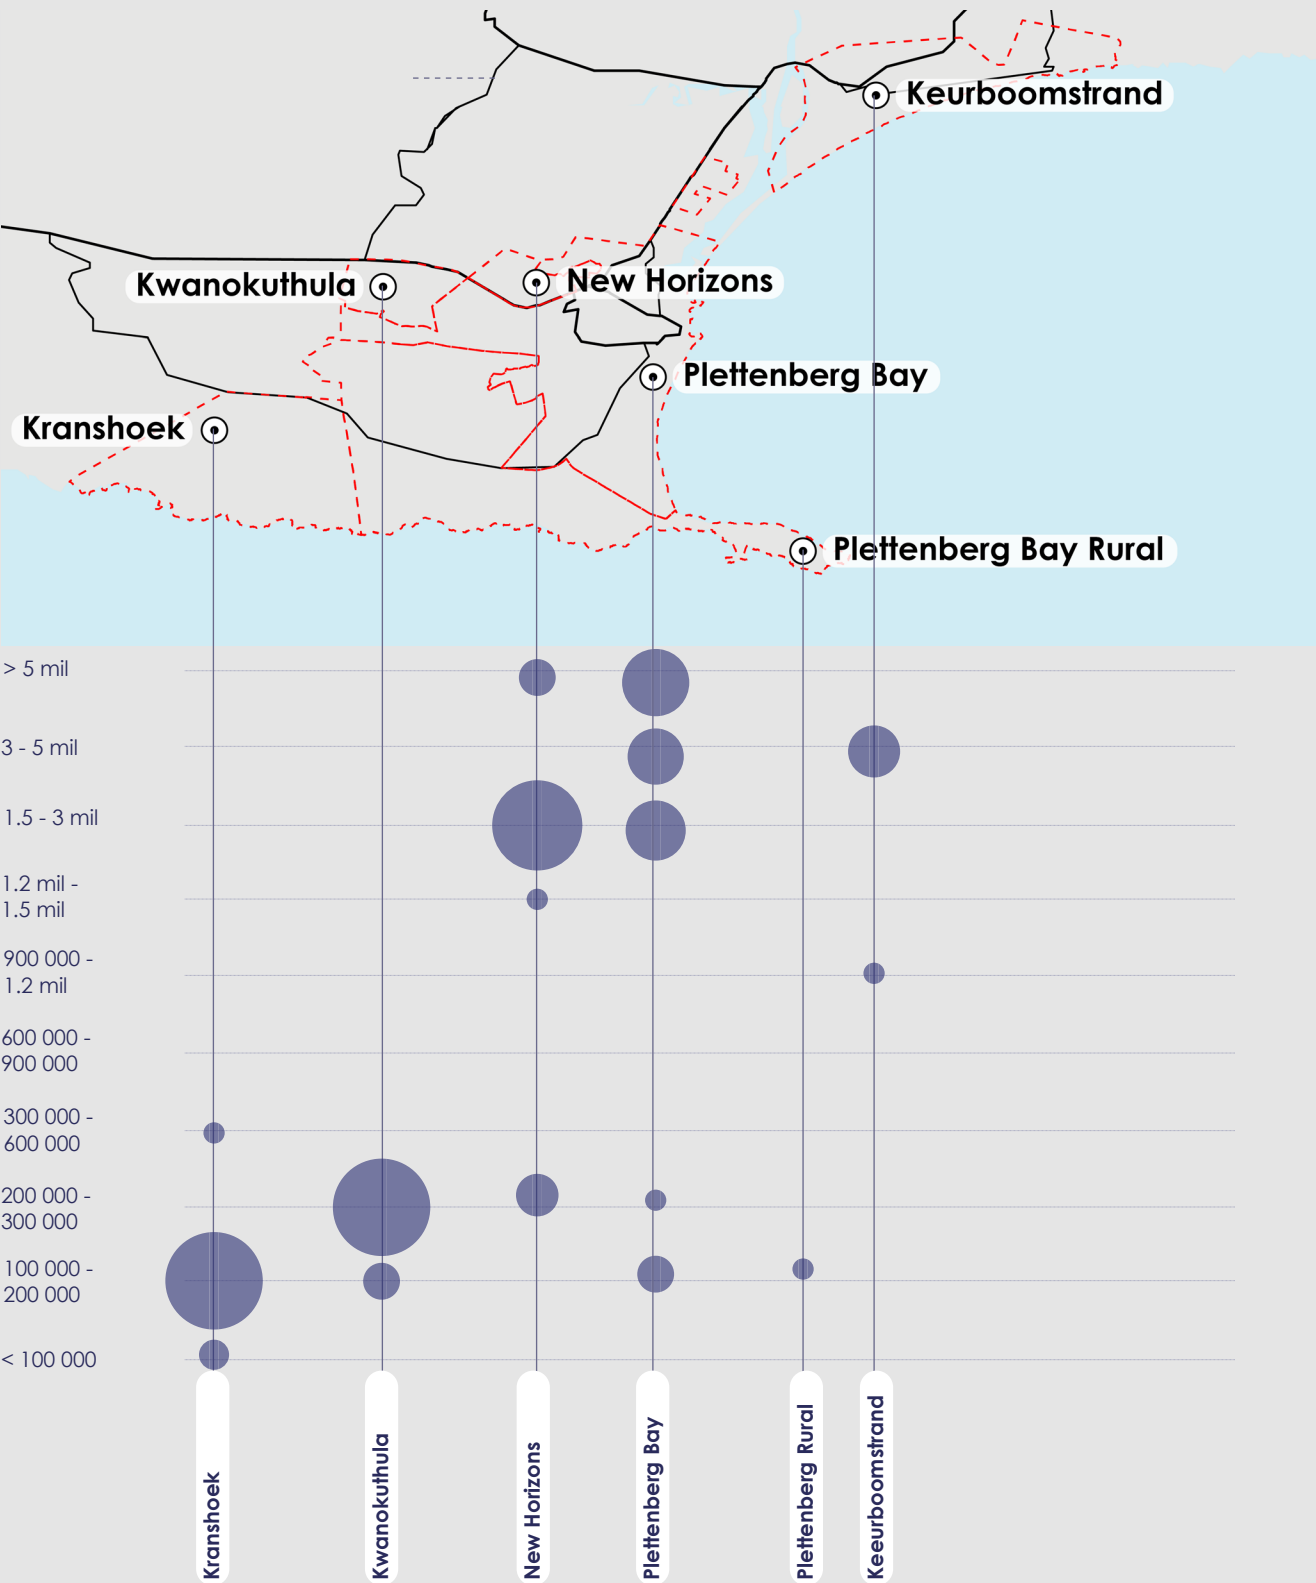 Keurboomstrand
Kwanokuthula
New Horizons
Plettenberg Bay
Kranshoek
Plettenberg Bay Rural
> 5 mil
3 - 5 mil
1.5 - 3 mil
1.2 mil -
1.5 mil
900 000 -
1.2 mil
600 000 -
900 000
300 000 -
600 000
200 000 -
300 000
100 000 -
200 000
< 100 000
Kranshoek
Kwanokuthula
New Horizons
Plettenberg Bay
Plettenberg Rural
Keeurboomstrand